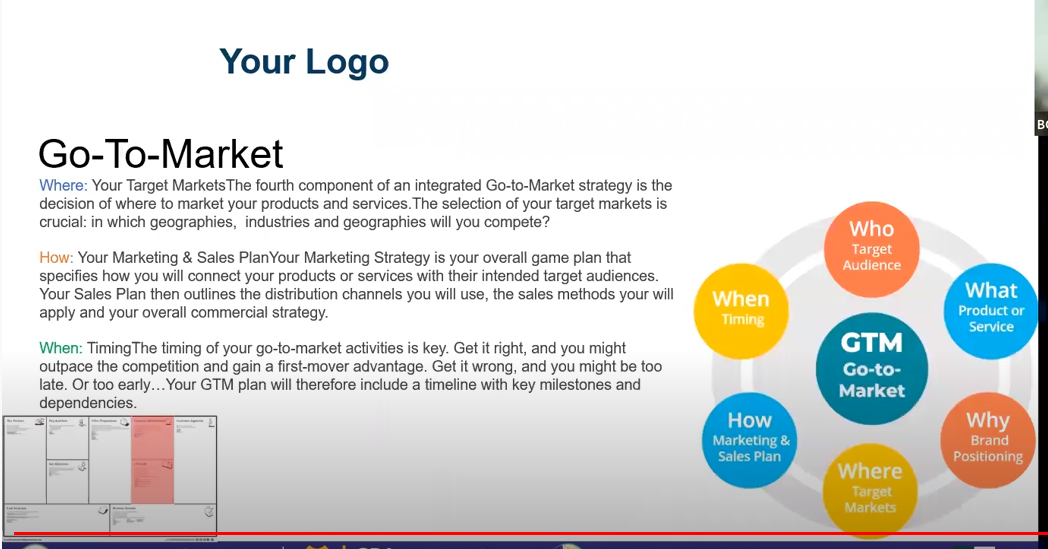 Your Logo
Go-To-Market
Where: Your Target MarketsThe fourth component of an integrated Go-to-Market strategy is the
decision of where to market your products and services.The selection of your target markets is
crucial: in which geographies,  industries and geographies will you compete?
How: Your Marketing & Sales PlanYour Marketing Strategy is your overall game plan that
specifies how you will connect your products or services with their intended target audiences.
Your Sales Plan then outlines the distribution channels you will use, the sales methods your will
apply and your overall commercial strategy.
When: TimingThe timing of your go-to-market activities is key. Get it right, and you might
outpace the competition and gain a first-mover advantage. Get it wrong, and you might be too
late. Or too early…Your GTM plan will therefore include a timeline with key milestones and
dependencies.
Who
Target
Audience
What
Product or
Service
Why
Brand
Positioning
Where
Target
Markets
How
Marketing &
Sales Plan
When
Timing
GTM
Go-to-
Market